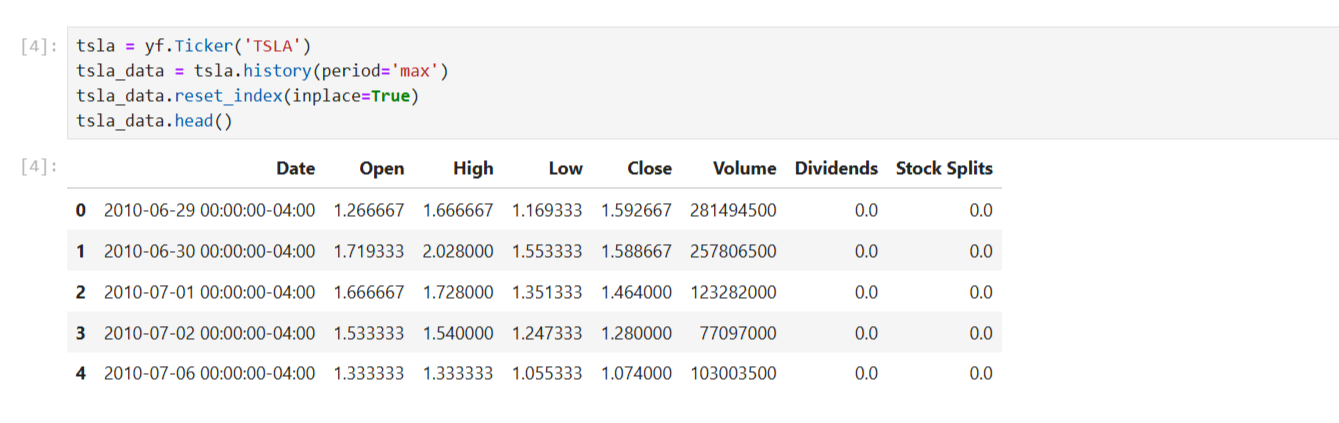 [4]: tsla = yf.Ticker('TSLA')
tsla_data = tsla.history(period='max')
tsla_data.reset_index(inplace=True)
tsla_data.head()
[4]: Date Open High Low Close Volume Dividends Stock Splits
0 2010-06-29 00:00:00-04:00 1.266667 1.666667 1.169333 1.592667 281494500 0.0 0.0
1 2010-06-30 00:00:00-04:00 1.719333 2.028000 1.553333 1.588667 257806500 0.0 0.0
2 2010-07-01 00:00:00-04:00 1.666667 1.728000 1.351333 1.464000 123282000 0.0 0.0
3 2010-07-02 00:00:00-04:00 1.533333 1.540000 1.247333 1.280000 77097000 0.0 0.0
4 2010-07-06 00:00:00-04:00 1.333333 1.333333 1.055333 1.074000 103003500 0.0 0.0